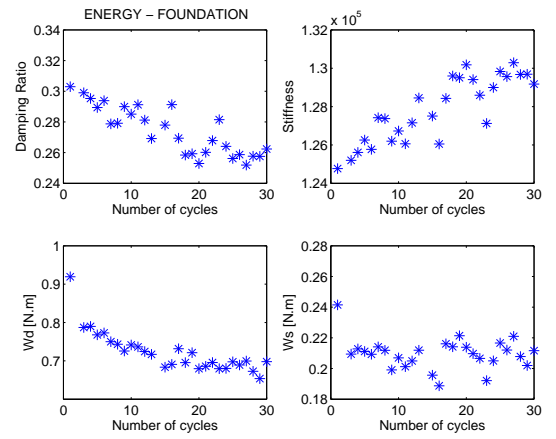 ENERGY – FOUNDATION
0.34
0.32
0.3
0.28
0.26
0.24
Damping Ratio
0 10 20 30
Number of cycles
x 10^5
1.32
1.3
1.28
1.26
1.24
Stiffness
0 10 20 30
Number of cycles
1
0.9
0.8
0.7
0.6
Wd [N.m]
0 10 20 30
Number of cycles
0.28
0.26
0.24
0.22
0.2
0.18
Ws [N.m]
0 10 20 30
Number of cycles